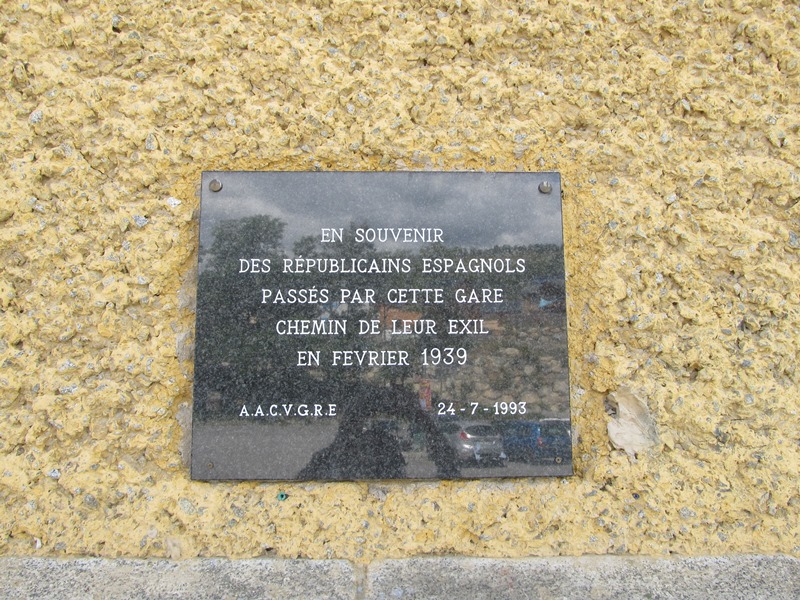 EN SOUVENIR
DES RÉPUBLICAINS ESPAGNOLS
PASSÉS PAR CETTE GARE
CHEMIN DE LEUR EXIL
EN FEVRIER 1939
A.A.C.V.G.R.E 24-7-1993